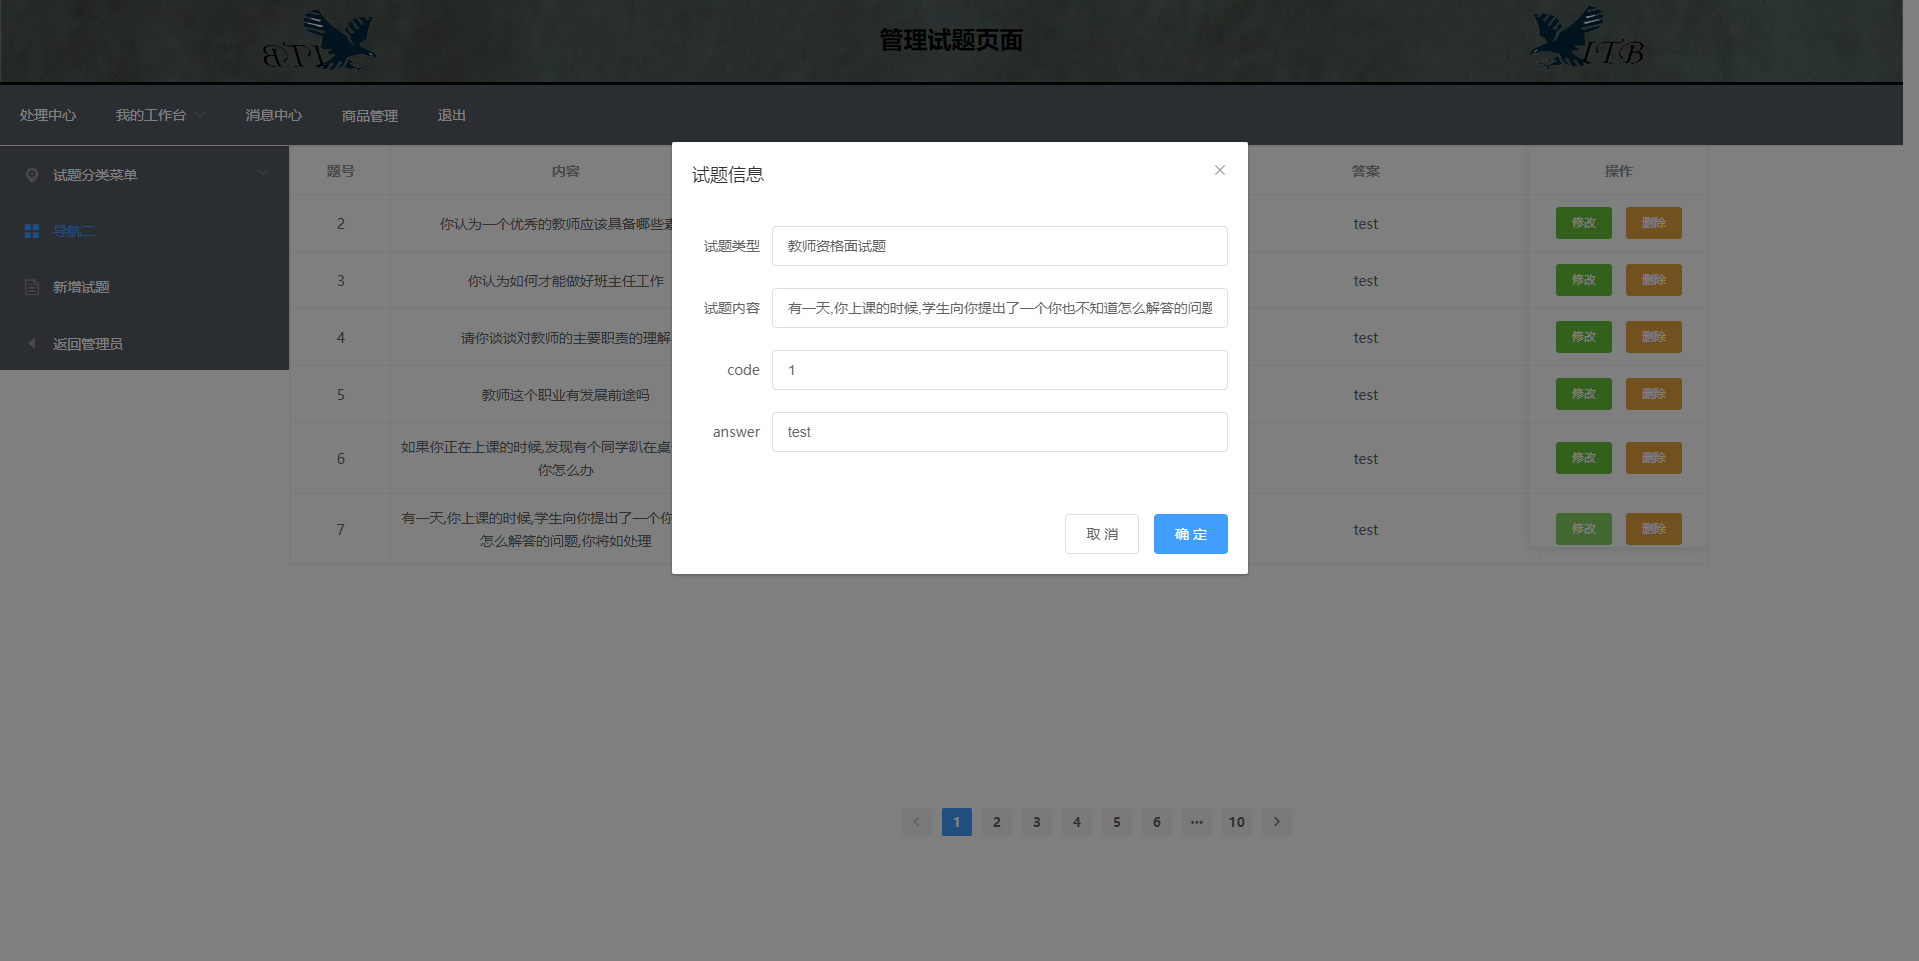 ITB
管理试题页面
ITB
处理中心
我的工作台
消息中心
商品管理
退出
试题分类菜单
导航二
新增试题
返回管理员
题号
内容
答案
操作
2
你认为一个优秀的教师应该具备哪些
test
修改
删除
3
你认为如何才能做好班主任工作
test
修改
删除
4
请你谈谈对教师的主要职责的理解
test
修改
删除
5
教师这个职业有发展前途吗
test
修改
删除
6
如果你正在上课的时候,发现有个同学趴在桌
你怎么办
test
修改
删除
7
有一天,你上课的时候,学生向你提出了一个你
怎么解答的问题,你将如处理
test
修改
删除
试题信息
试题类型
教师资格面试题
试题内容
有一天,你上课的时候,学生向你提出了一个你也不知道怎么解答的问题
code
1
answer
test
取 消
确 定
1
2
3
4
5
6
···
10